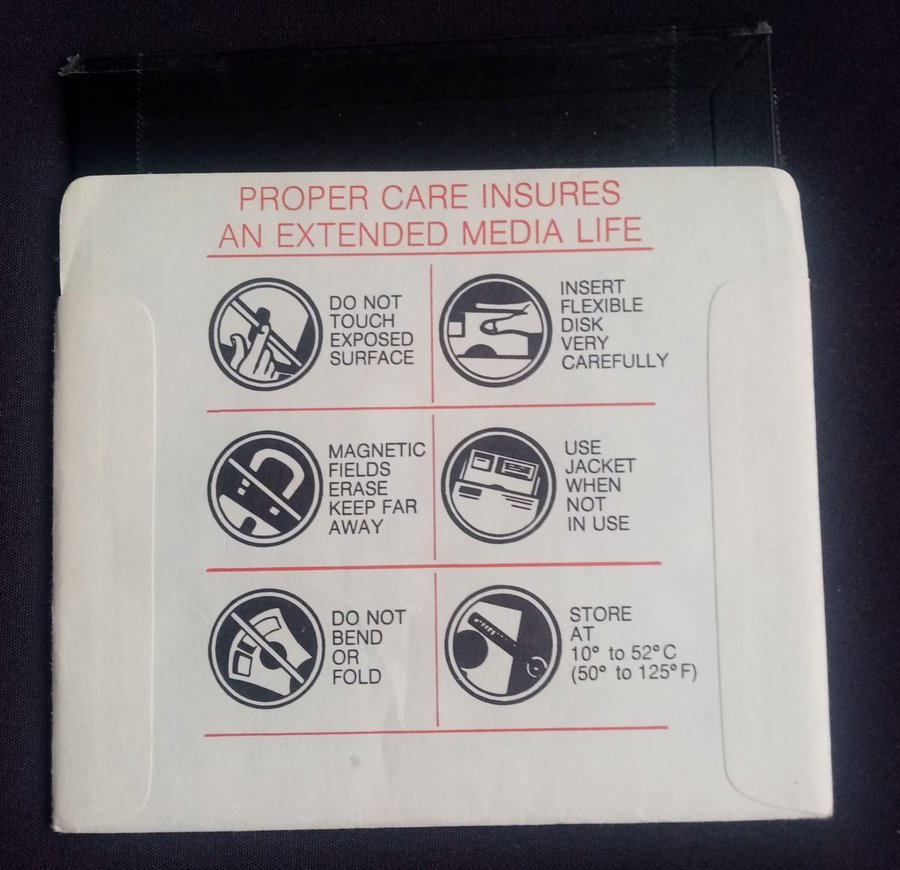 PROPER CARE INSURES
AN EXTENDED MEDIA LIFE
DO NOT
TOUCH
EXPOSED
SURFACE
INSERT
FLEXIBLE
DISK
VERY
CAREFULLY
MAGNETIC
FIELDS
ERASE
KEEP FAR
AWAY
USE
JACKET
WHEN
NOT
IN USE
DO NOT
BEND
OR
FOLD
STORE
AT
10° to 52°C
(50° to 125°F)